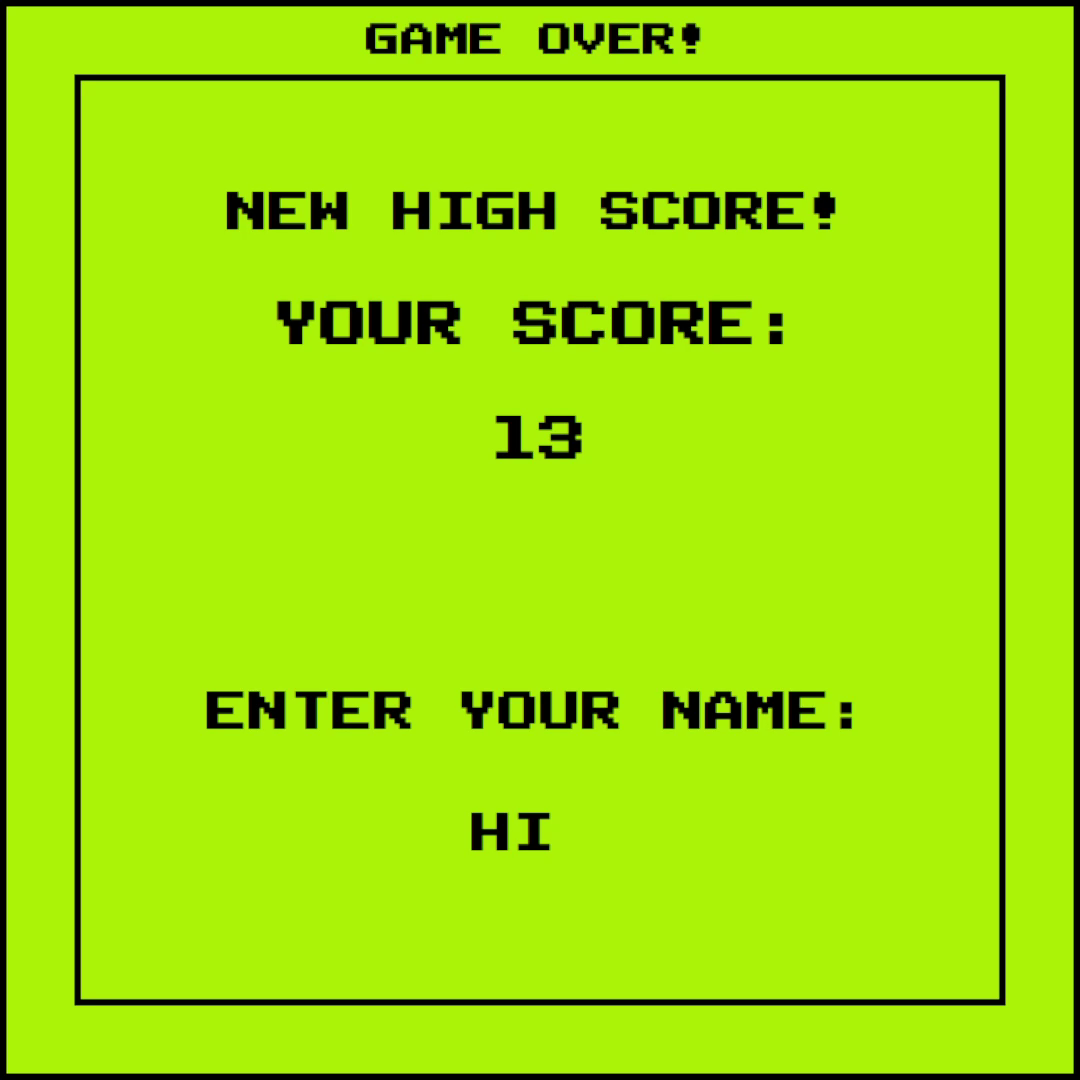 GAME OVER!
NEW HIGH SCORE!
YOUR SCORE:
13
ENTER YOUR NAME:
HI